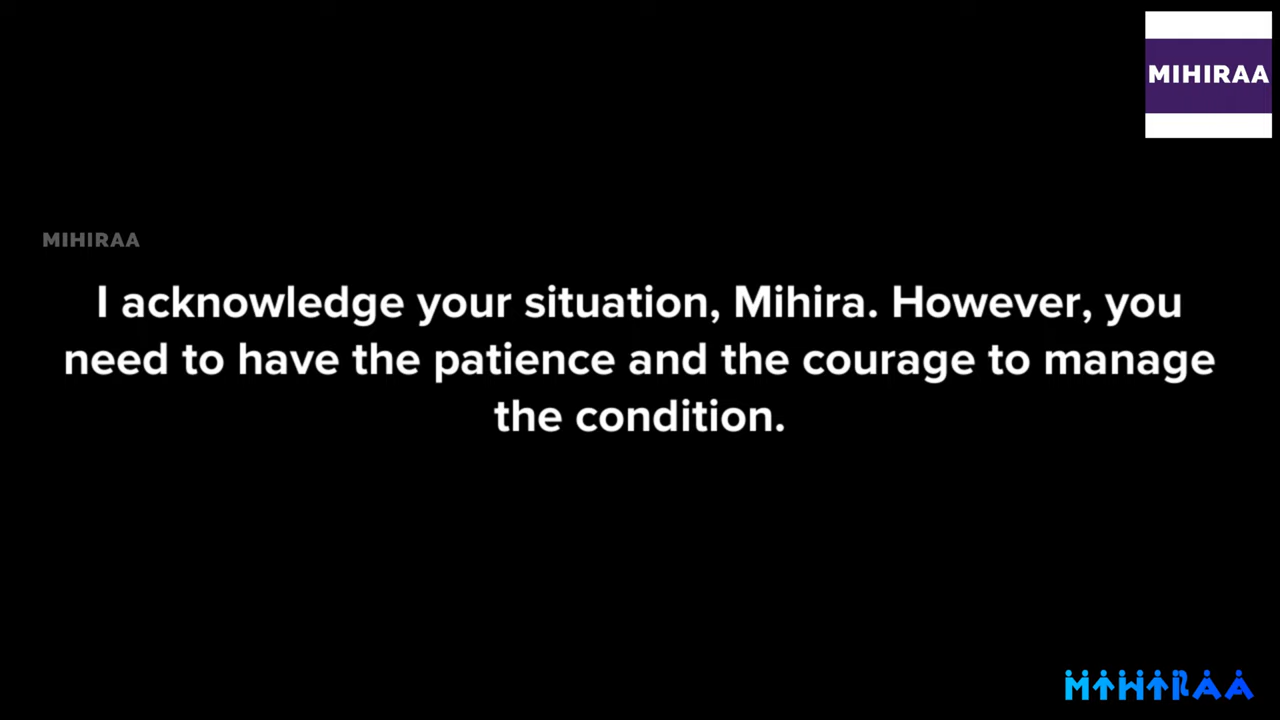 MIHIRAA
MIHIRAA
I acknowledge your situation, Mihira. However, you
need to have the patience and the courage to manage
the condition.
MIHIRAA